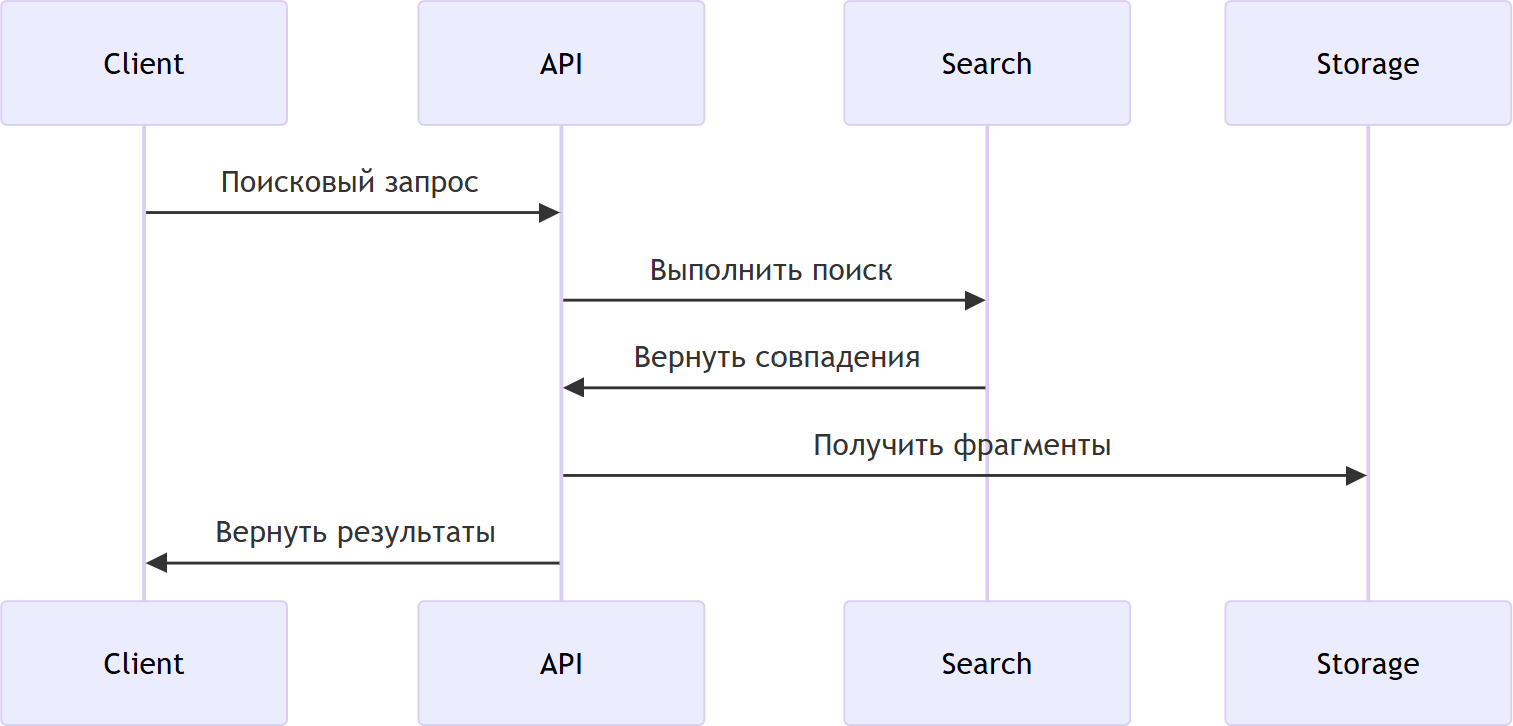 Client
API
Search
Storage
Поисковый запрос
Выполнить поиск
Вернуть совпадения
Получить фрагменты
Вернуть результаты
Client
API
Search
Storage